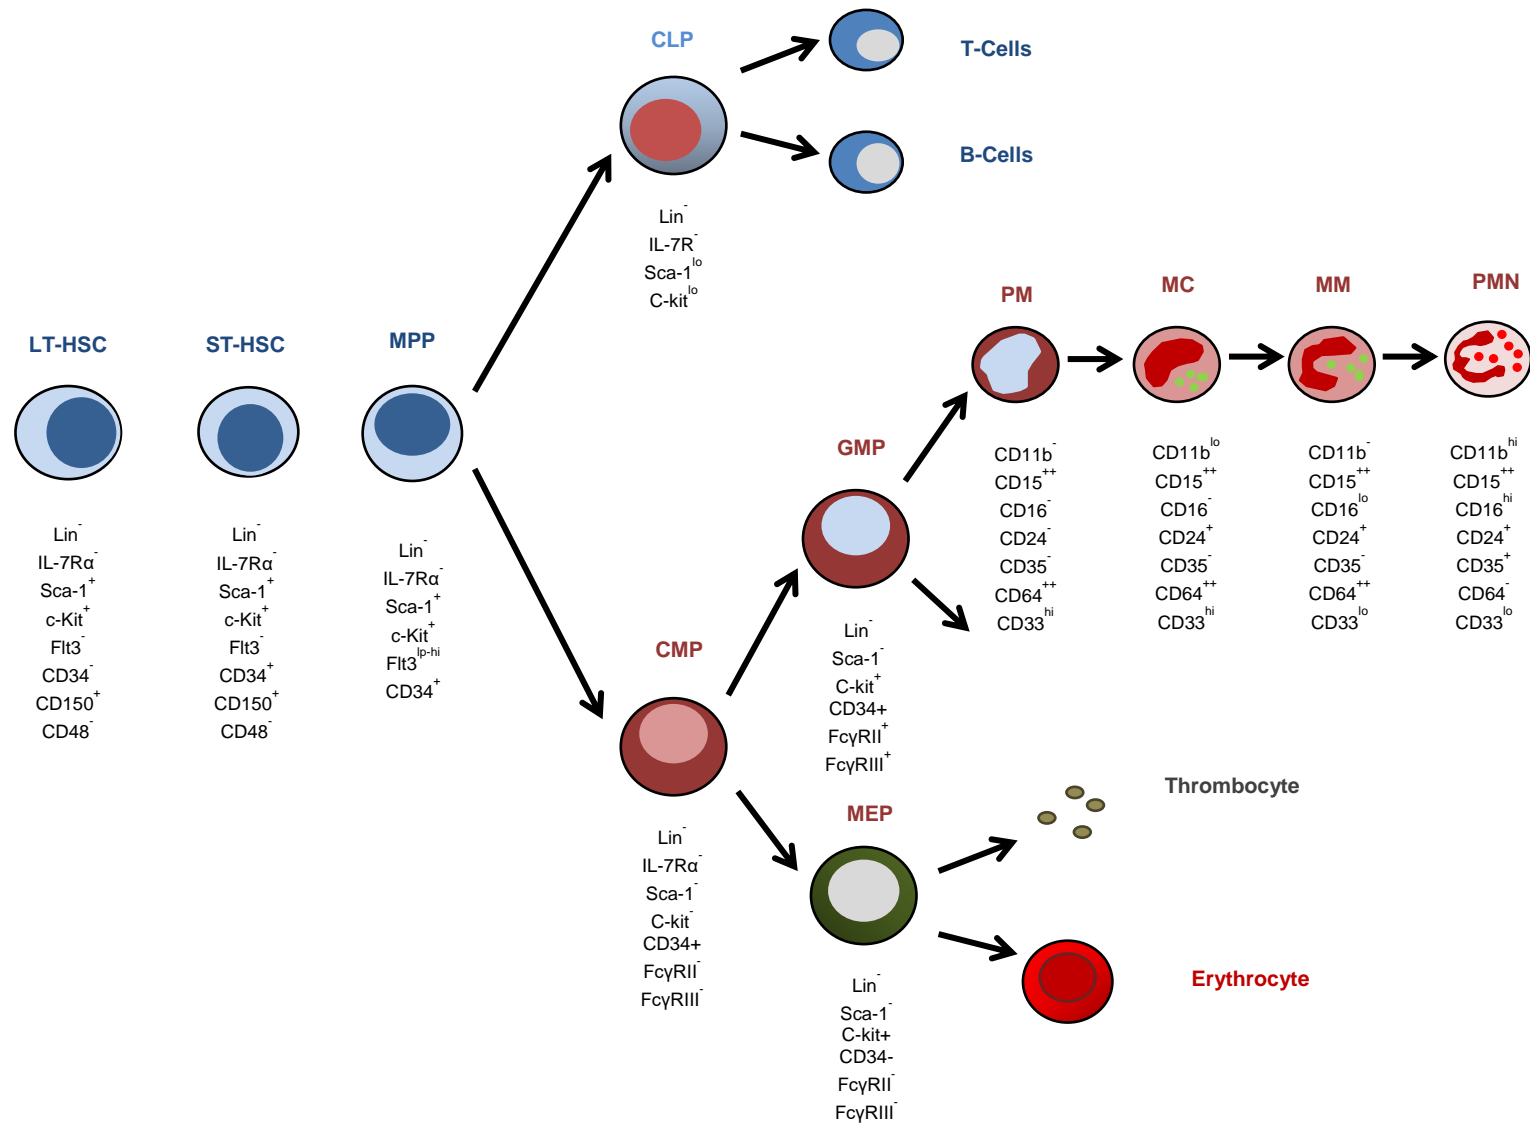 CLP
T-Cells
B-Cells
Lin⁻
IL-7R⁻
Sca-1ˡᵒ
C-kitˡᵒ
LT-HSC
Lin⁻
IL-7Rα⁻
Sca-1⁺
c-Kit⁺
Flt3⁻
CD34⁻
CD150⁺
CD48⁻
ST-HSC
Lin⁻
IL-7Rα⁻
Sca-1⁺
c-Kit⁺
Flt3⁻
CD34⁺
CD150⁺
CD48⁻
MPP
Lin⁻
IL-7Rα⁻
Sca-1⁺
c-Kit⁺
Flt3ˡᵖ⁻ʰⁱ
CD34⁺
CMP
Lin⁻
IL-7Rα⁻
Sca-1⁻
C-kit⁻
CD34+
FcγRII⁻
FcγRIII⁻
GMP
Lin⁻
Sca-1⁻
C-kit⁺
CD34+
FcγRII⁺
FcγRIII⁺
PM
CD11b⁻
CD15⁺⁺
CD16⁻
CD24⁻
CD35⁻
CD64⁺⁺
CD33ʰⁱ
MC
CD11bˡᵒ
CD15⁺⁺
CD16⁻
CD24⁺
CD35⁻
CD64⁺⁺
CD33ʰⁱ
MM
CD11b⁻
CD15⁺⁺
CD16ˡᵒ
CD24⁺
CD35⁻
CD64⁺⁺
CD33ˡᵒ
PMN
CD11bʰⁱ
CD15⁺⁺
CD16ʰⁱ
CD24⁺
CD35⁺
CD64⁻
CD33ˡᵒ
MEP
Lin⁻
Sca-1⁻
C-kit+
CD34-
FcγRII⁻
FcγRIII⁻
Thrombocyte
Erythrocyte